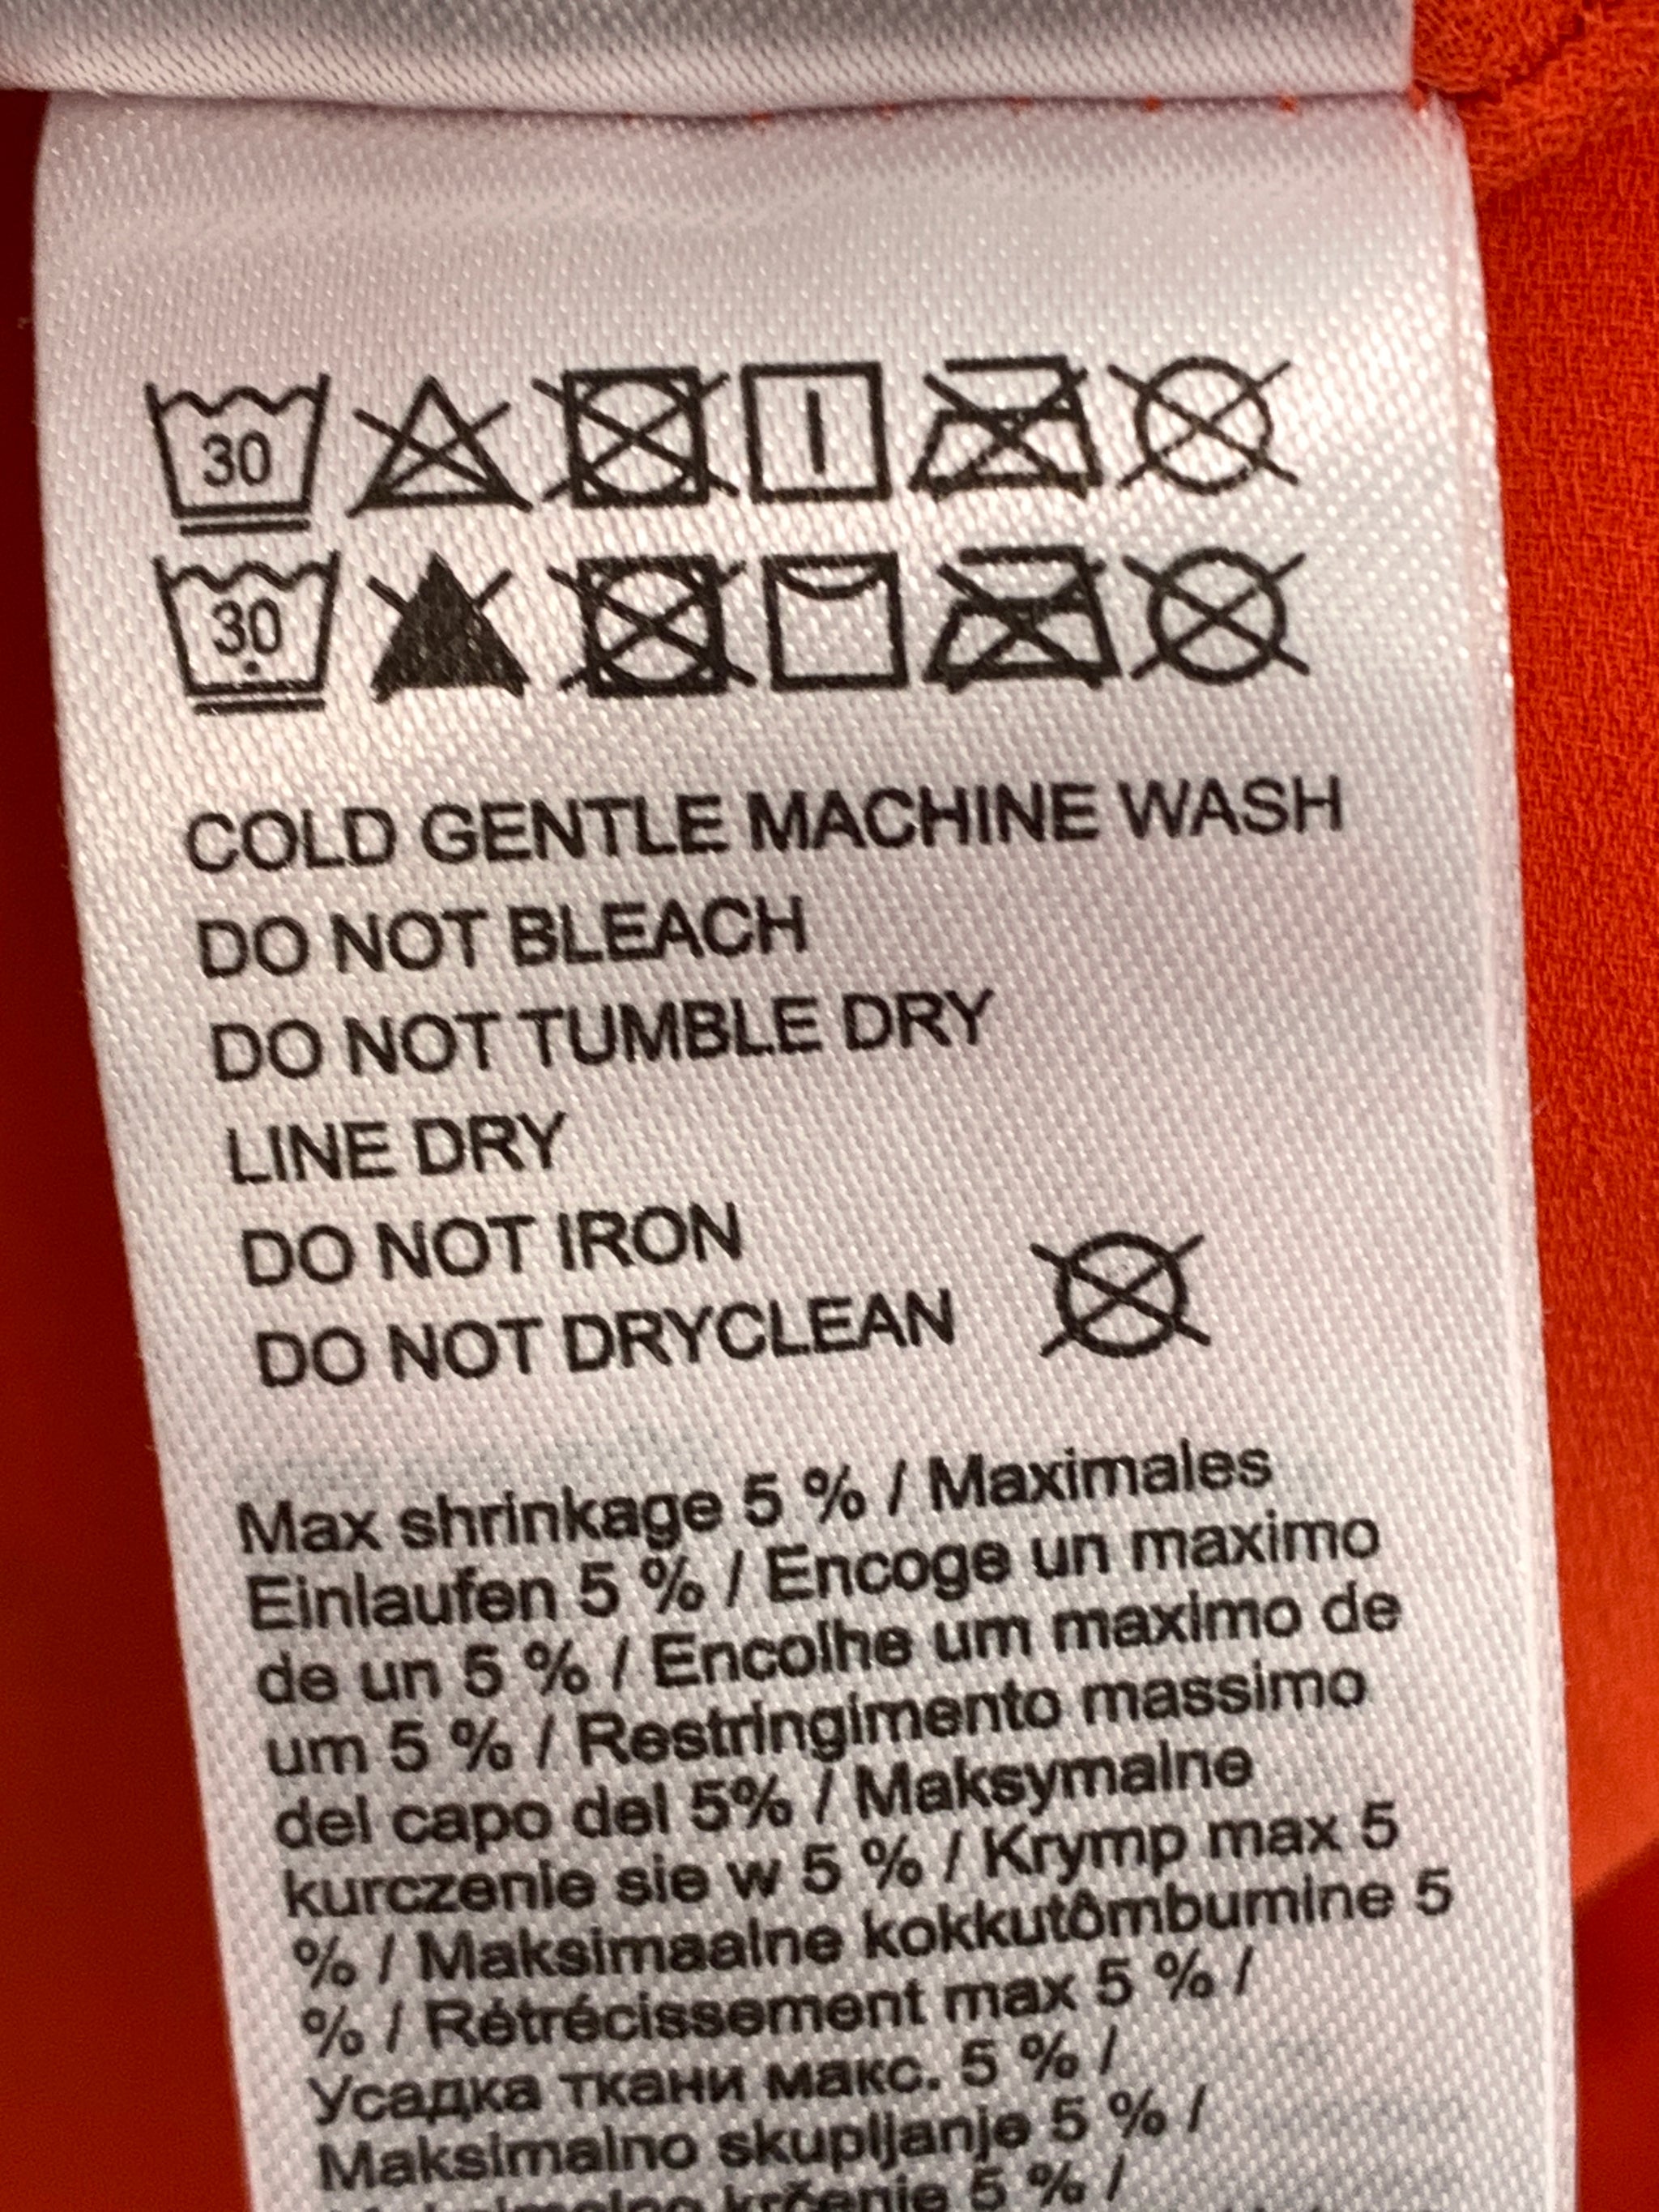 30
30
COLD GENTLE MACHINE WASH
DO NOT BLEACH
DO NOT TUMBLE DRY
LINE DRY
DO NOT IRON
DO NOT DRYCLEAN
Max shrinkage 5 % / Maximales
Einlaufen 5 % / Encoge un maximo
de un 5 % / Encolhe um maximo de
um 5 % / Restringimento massimo
del capo del 5% / Maksymalne
kurczenie sie w 5 % / Krymp max 5
% / Maksimaalne kokkutômbumine 5
% / Rétrécissement max 5 % /
Усадка ткани макс. 5 % /
Maksimalno skupljanje 5 % /
krčenje 5 % /